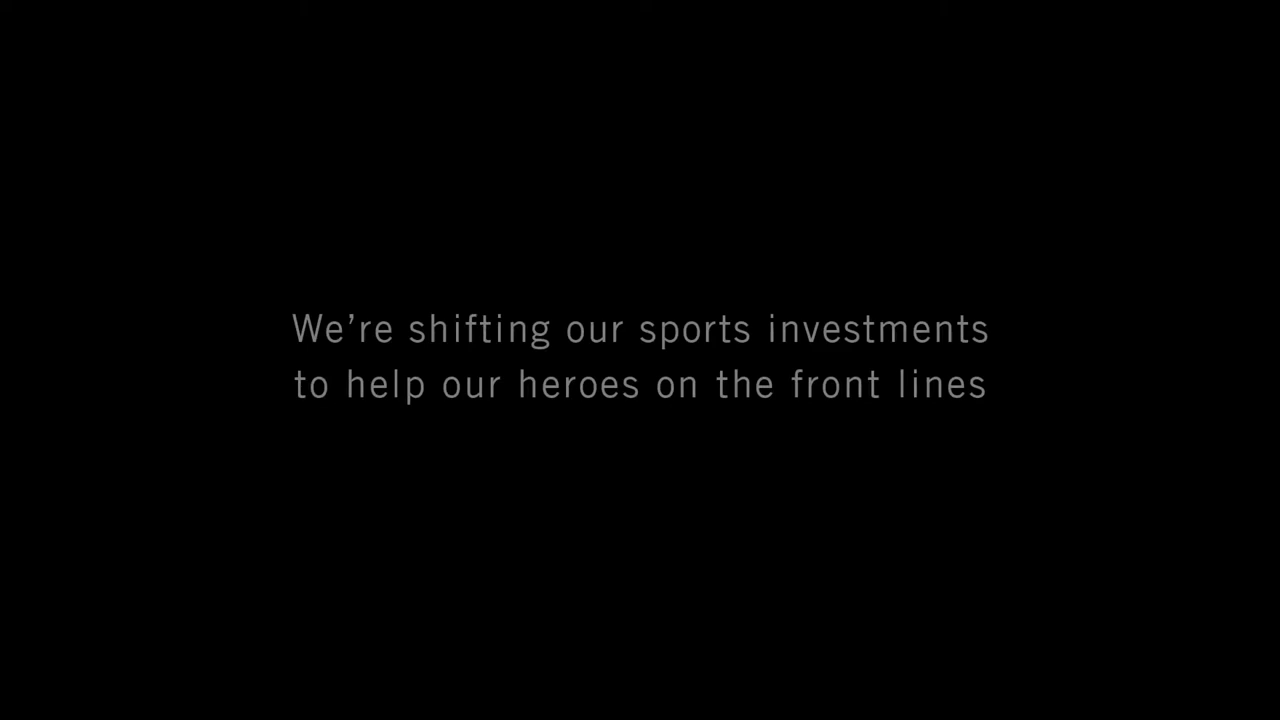 We’re shifting our sports investments
to help our heroes on the front lines